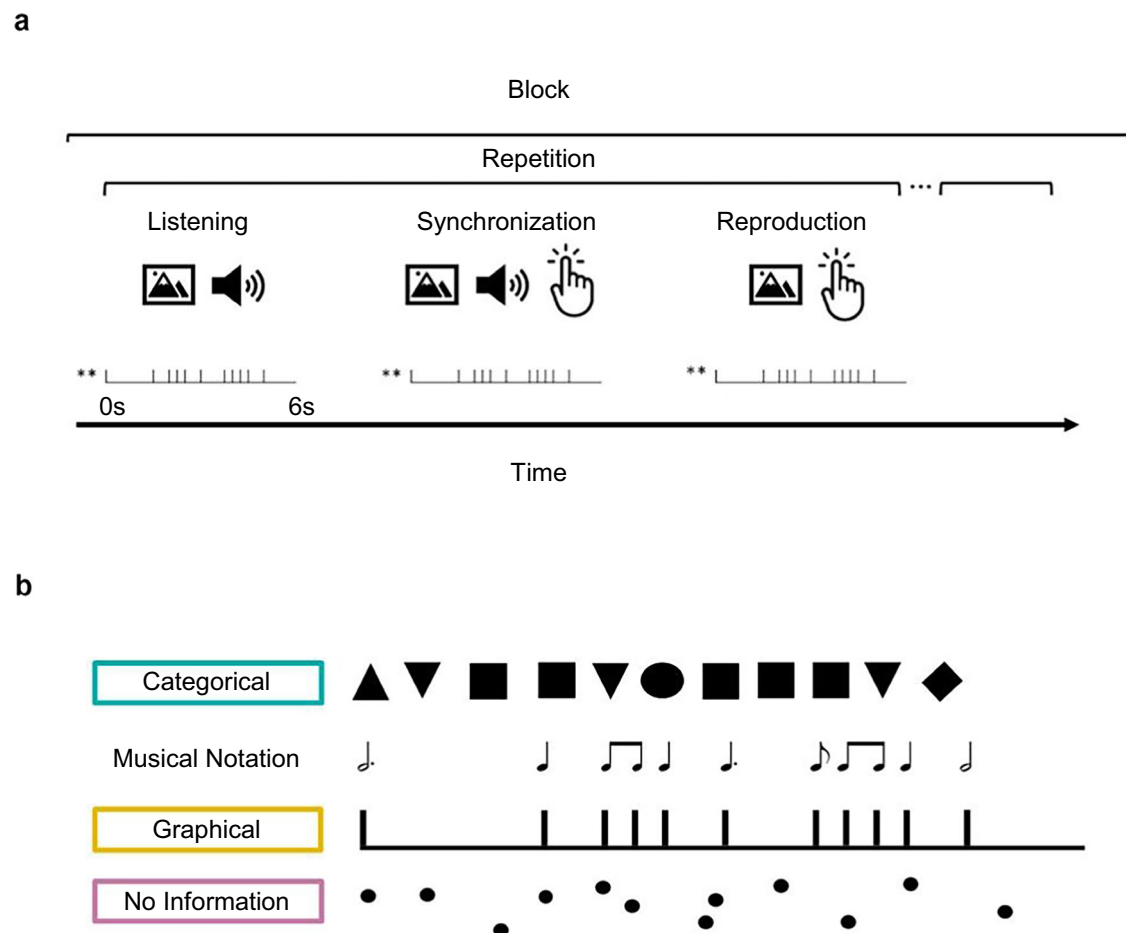 a
Block
Repetition
...
Listening Synchronization Reproduction
** ** **
0s 6s
Time
b
Categorical
Musical Notation
Graphical
No Information